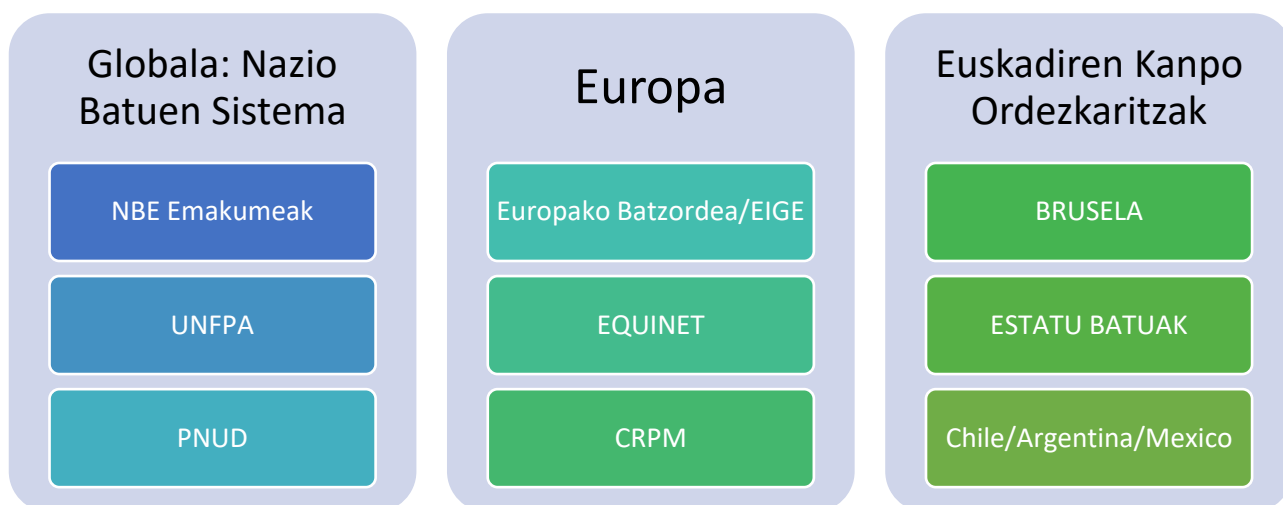 Globala: Nazio
Batuen Sistema
NBE Emakumeak
UNFPA
PNUD
Europa
Europako Batzordea/EIGE
EQUINET
CRPM
Euskadiren Kanpo
Ordezkaritzak
BRUSELA
ESTATU BATUAK
Chile/Argentina/Mexico